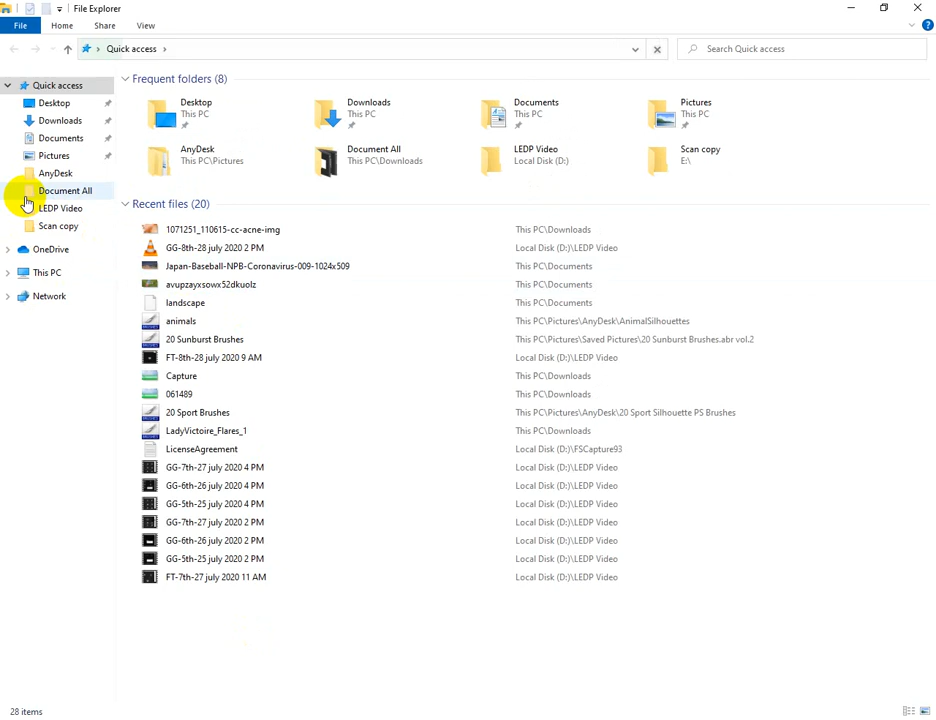 File Explorer
File Home Share View
Quick access
Search Quick access
Quick access
Desktop
Downloads
Documents
Pictures
AnyDesk
Document All
LEDP Video
Scan copy
OneDrive
This PC
Network
Frequent folders (8)
Desktop
This PC
Downloads
This PC
Documents
This PC
Pictures
This PC
AnyDesk
This PC\Pictures
Document All
This PC\Downloads
LEDP Video
Local Disk (D:)
Scan copy
E:\
Recent files (20)
1071251_110615-cc-acne-img This PC\Downloads
GG-8th-28 july 2020 2 PM Local Disk (D:)\LEDP Video
Japan-Baseball-NPB-Coronavirus-009-1024x509 This PC\Documents
avupzayxsowx52dkuolz This PC\Documents
landscape This PC\Documents
animals This PC\Pictures\AnyDesk\AnimalSilhouettes
20 Sunburst Brushes This PC\Pictures\Saved Pictures\20 Sunburst Brushes.abr vol.2
FT-8th-28 july 2020 9 AM Local Disk (D:)\LEDP Video
Capture This PC\Downloads
061489 This PC\Downloads
20 Sport Brushes This PC\Pictures\AnyDesk\20 Sport Silhouette PS Brushes
LadyVictoire_Flares_1 This PC\Downloads
LicenseAgreement Local Disk (D:)\FSCapture93
GG-7th-27 july 2020 4 PM Local Disk (D:)\LEDP Video
GG-6th-26 july 2020 4 PM Local Disk (D:)\LEDP Video
GG-5th-25 july 2020 4 PM Local Disk (D:)\LEDP Video
GG-7th-27 july 2020 2 PM Local Disk (D:)\LEDP Video
GG-6th-26 july 2020 2 PM Local Disk (D:)\LEDP Video
GG-5th-25 july 2020 2 PM Local Disk (D:)\LEDP Video
FT-7th-27 july 2020 11 AM Local Disk (D:)\LEDP Video
28 items